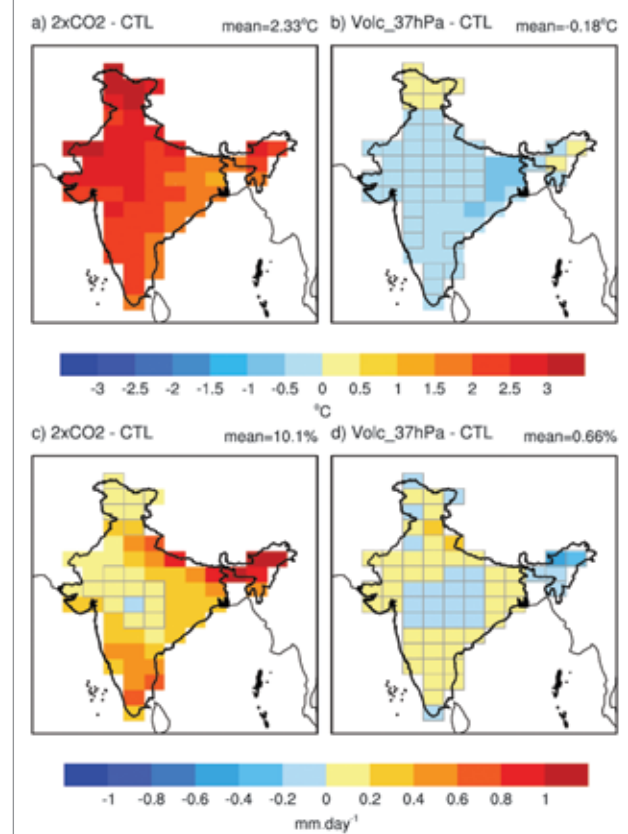 a) 2xCO2 - CTL mean=2.33°C
b) Volc_37hPa - CTL mean=-0.18°C
-3 -2.5 -2 -1.5 -1 -0.5 0 0.5 1 1.5 2 2.5 3
°C
c) 2xCO2 - CTL mean=10.1%
d) Volc_37hPa - CTL mean=0.66%
-1 -0.8 -0.6 -0.4 -0.2 0 0.2 0.4 0.6 0.8 1
mm.day⁻¹